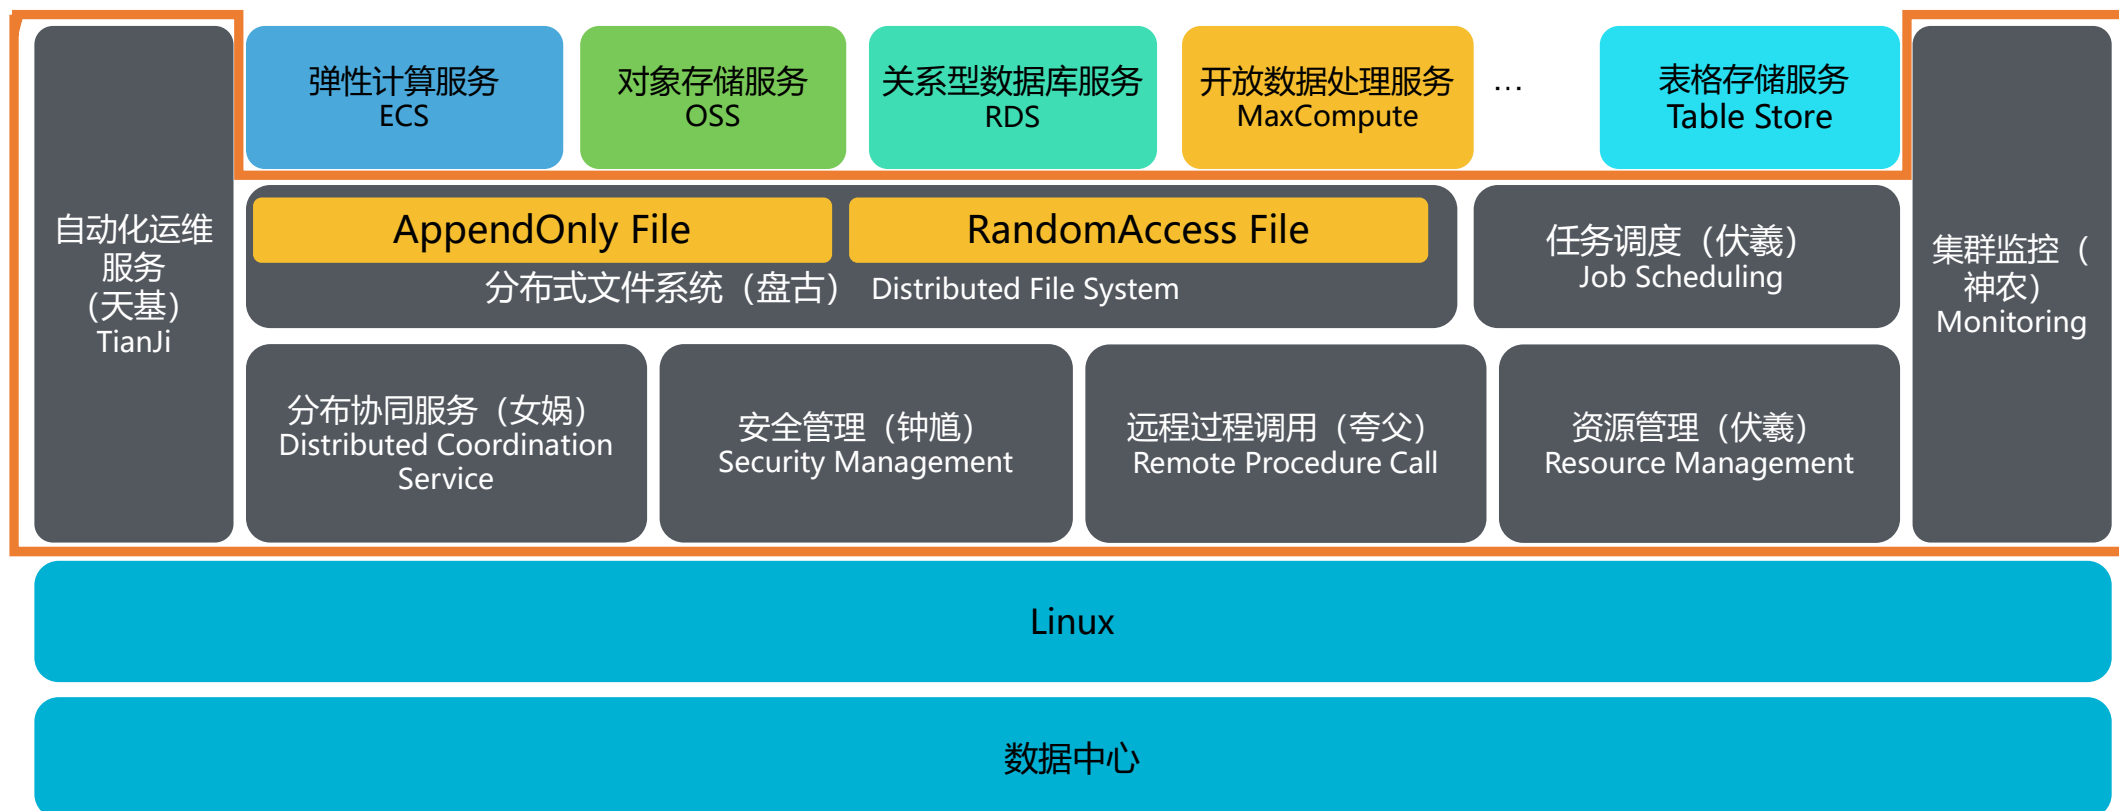 弹性计算服务
ECS
对象存储服务
OSS
关系型数据库服务
RDS
开放数据处理服务
MaxCompute
...
表格存储服务
Table Store
自动化运维
服务
（天基）
TianJi
AppendOnly File
RandomAccess File
分布式文件系统（盘古） Distributed File System
任务调度（伏羲）
Job Scheduling
集群监控（
神农）
Monitoring
分布协同服务（女娲）
Distributed Coordination
Service
安全管理（钟馗）
Security Management
远程过程调用（夸父）
Remote Procedure Call
资源管理（伏羲）
Resource Management
Linux
数据中心